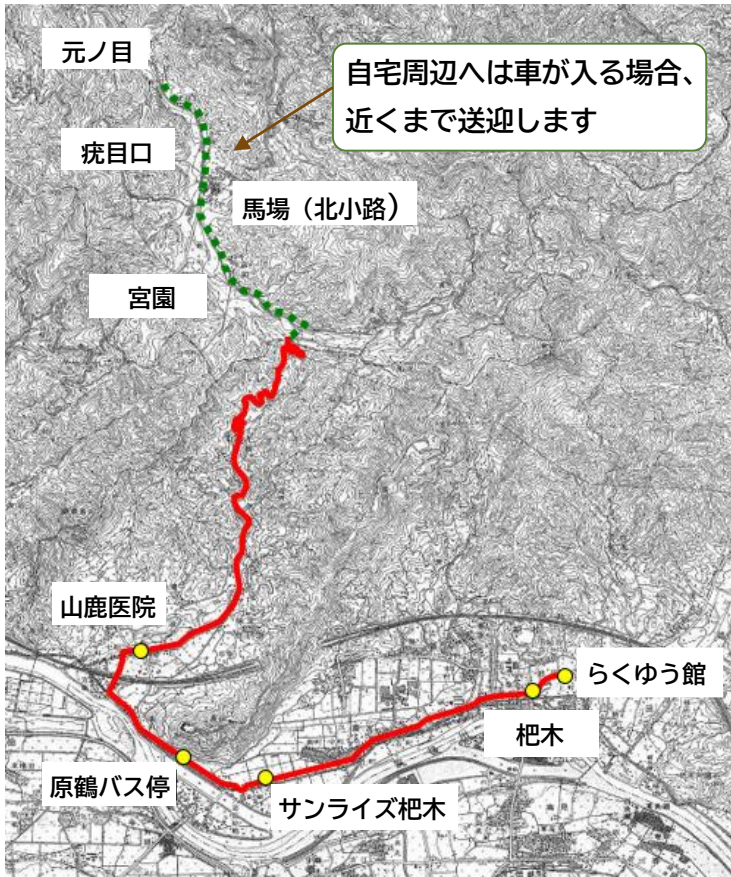 元ノ目
自宅周辺へは車が入る場合、
近くまで送迎します
疣目口
馬場（北小路）
宮園
山鹿医院
らくゆう館
杷木
原鶴バス停
サンライズ杷木